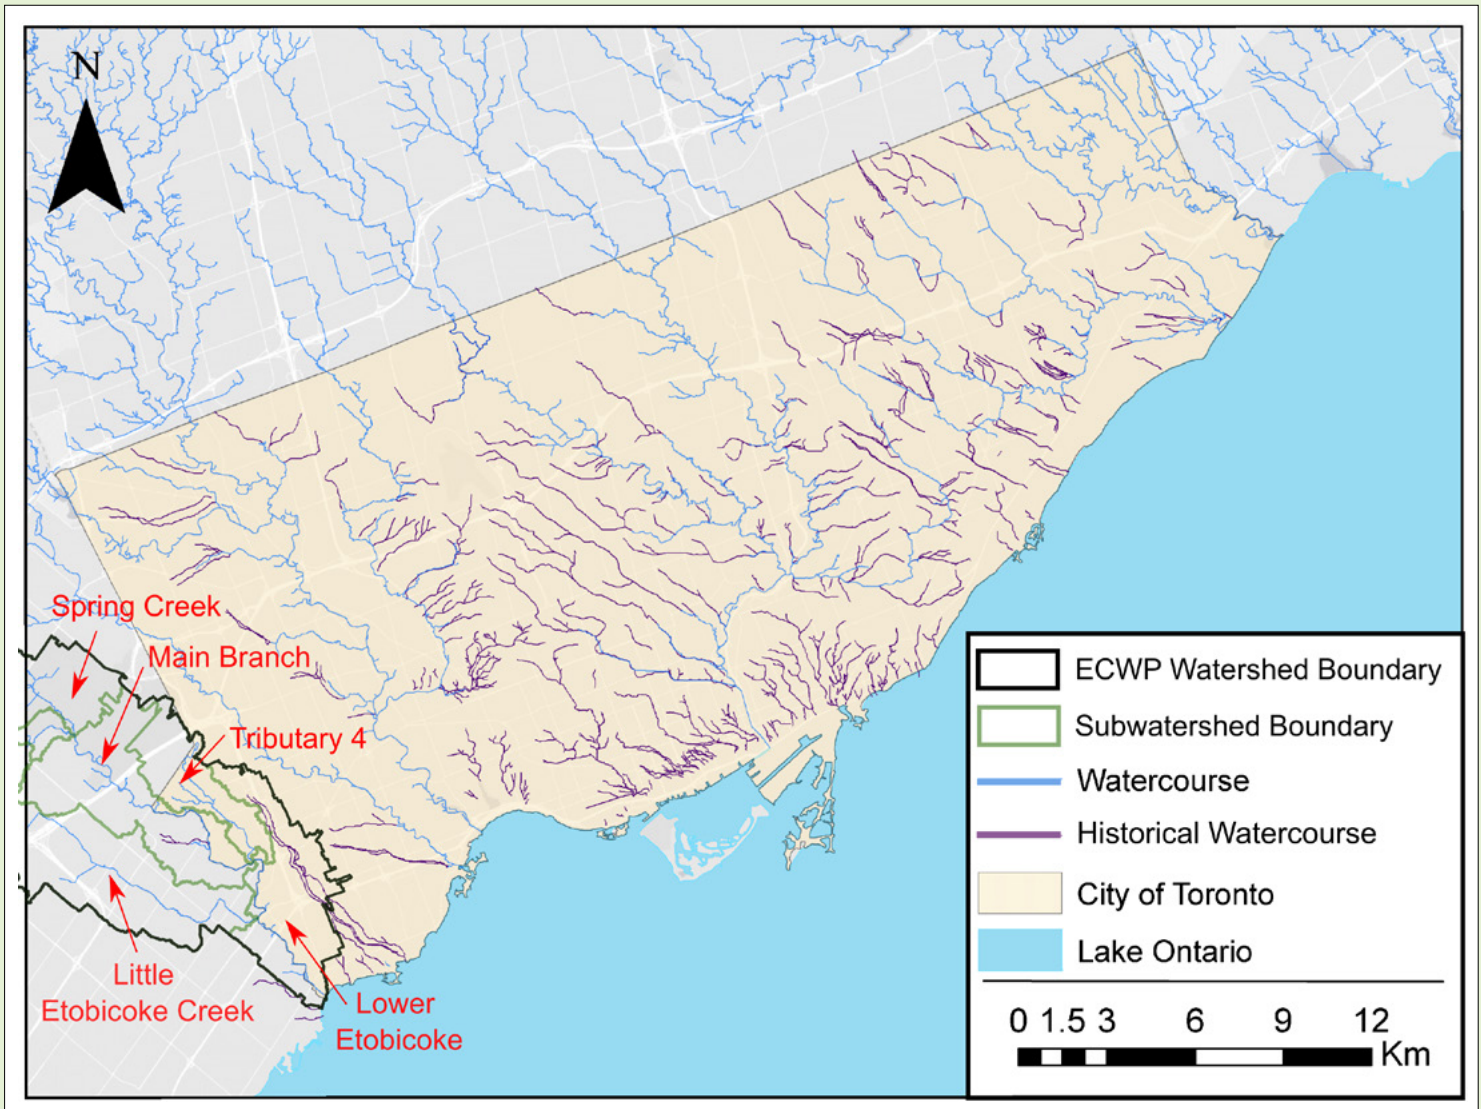 N
Spring Creek
Main Branch
Tributary 4
Little
Etobicoke Creek
Lower
Etobicoke
ECWP Watershed Boundary
Subwatershed Boundary
Watercourse
Historical Watercourse
City of Toronto
Lake Ontario
0 1.5 3 6 9 12
Km